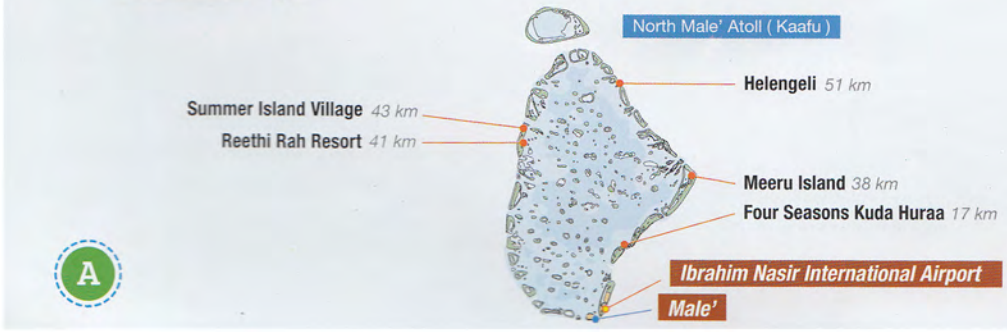 North Male' Atoll ( Kaafu )
Helengeli 51 km
Summer Island Village 43 km
Reethi Rah Resort 41 km
Meeru Island 38 km
Four Seasons Kuda Huraa 17 km
A
Ibrahim Nasir International Airport
Male'